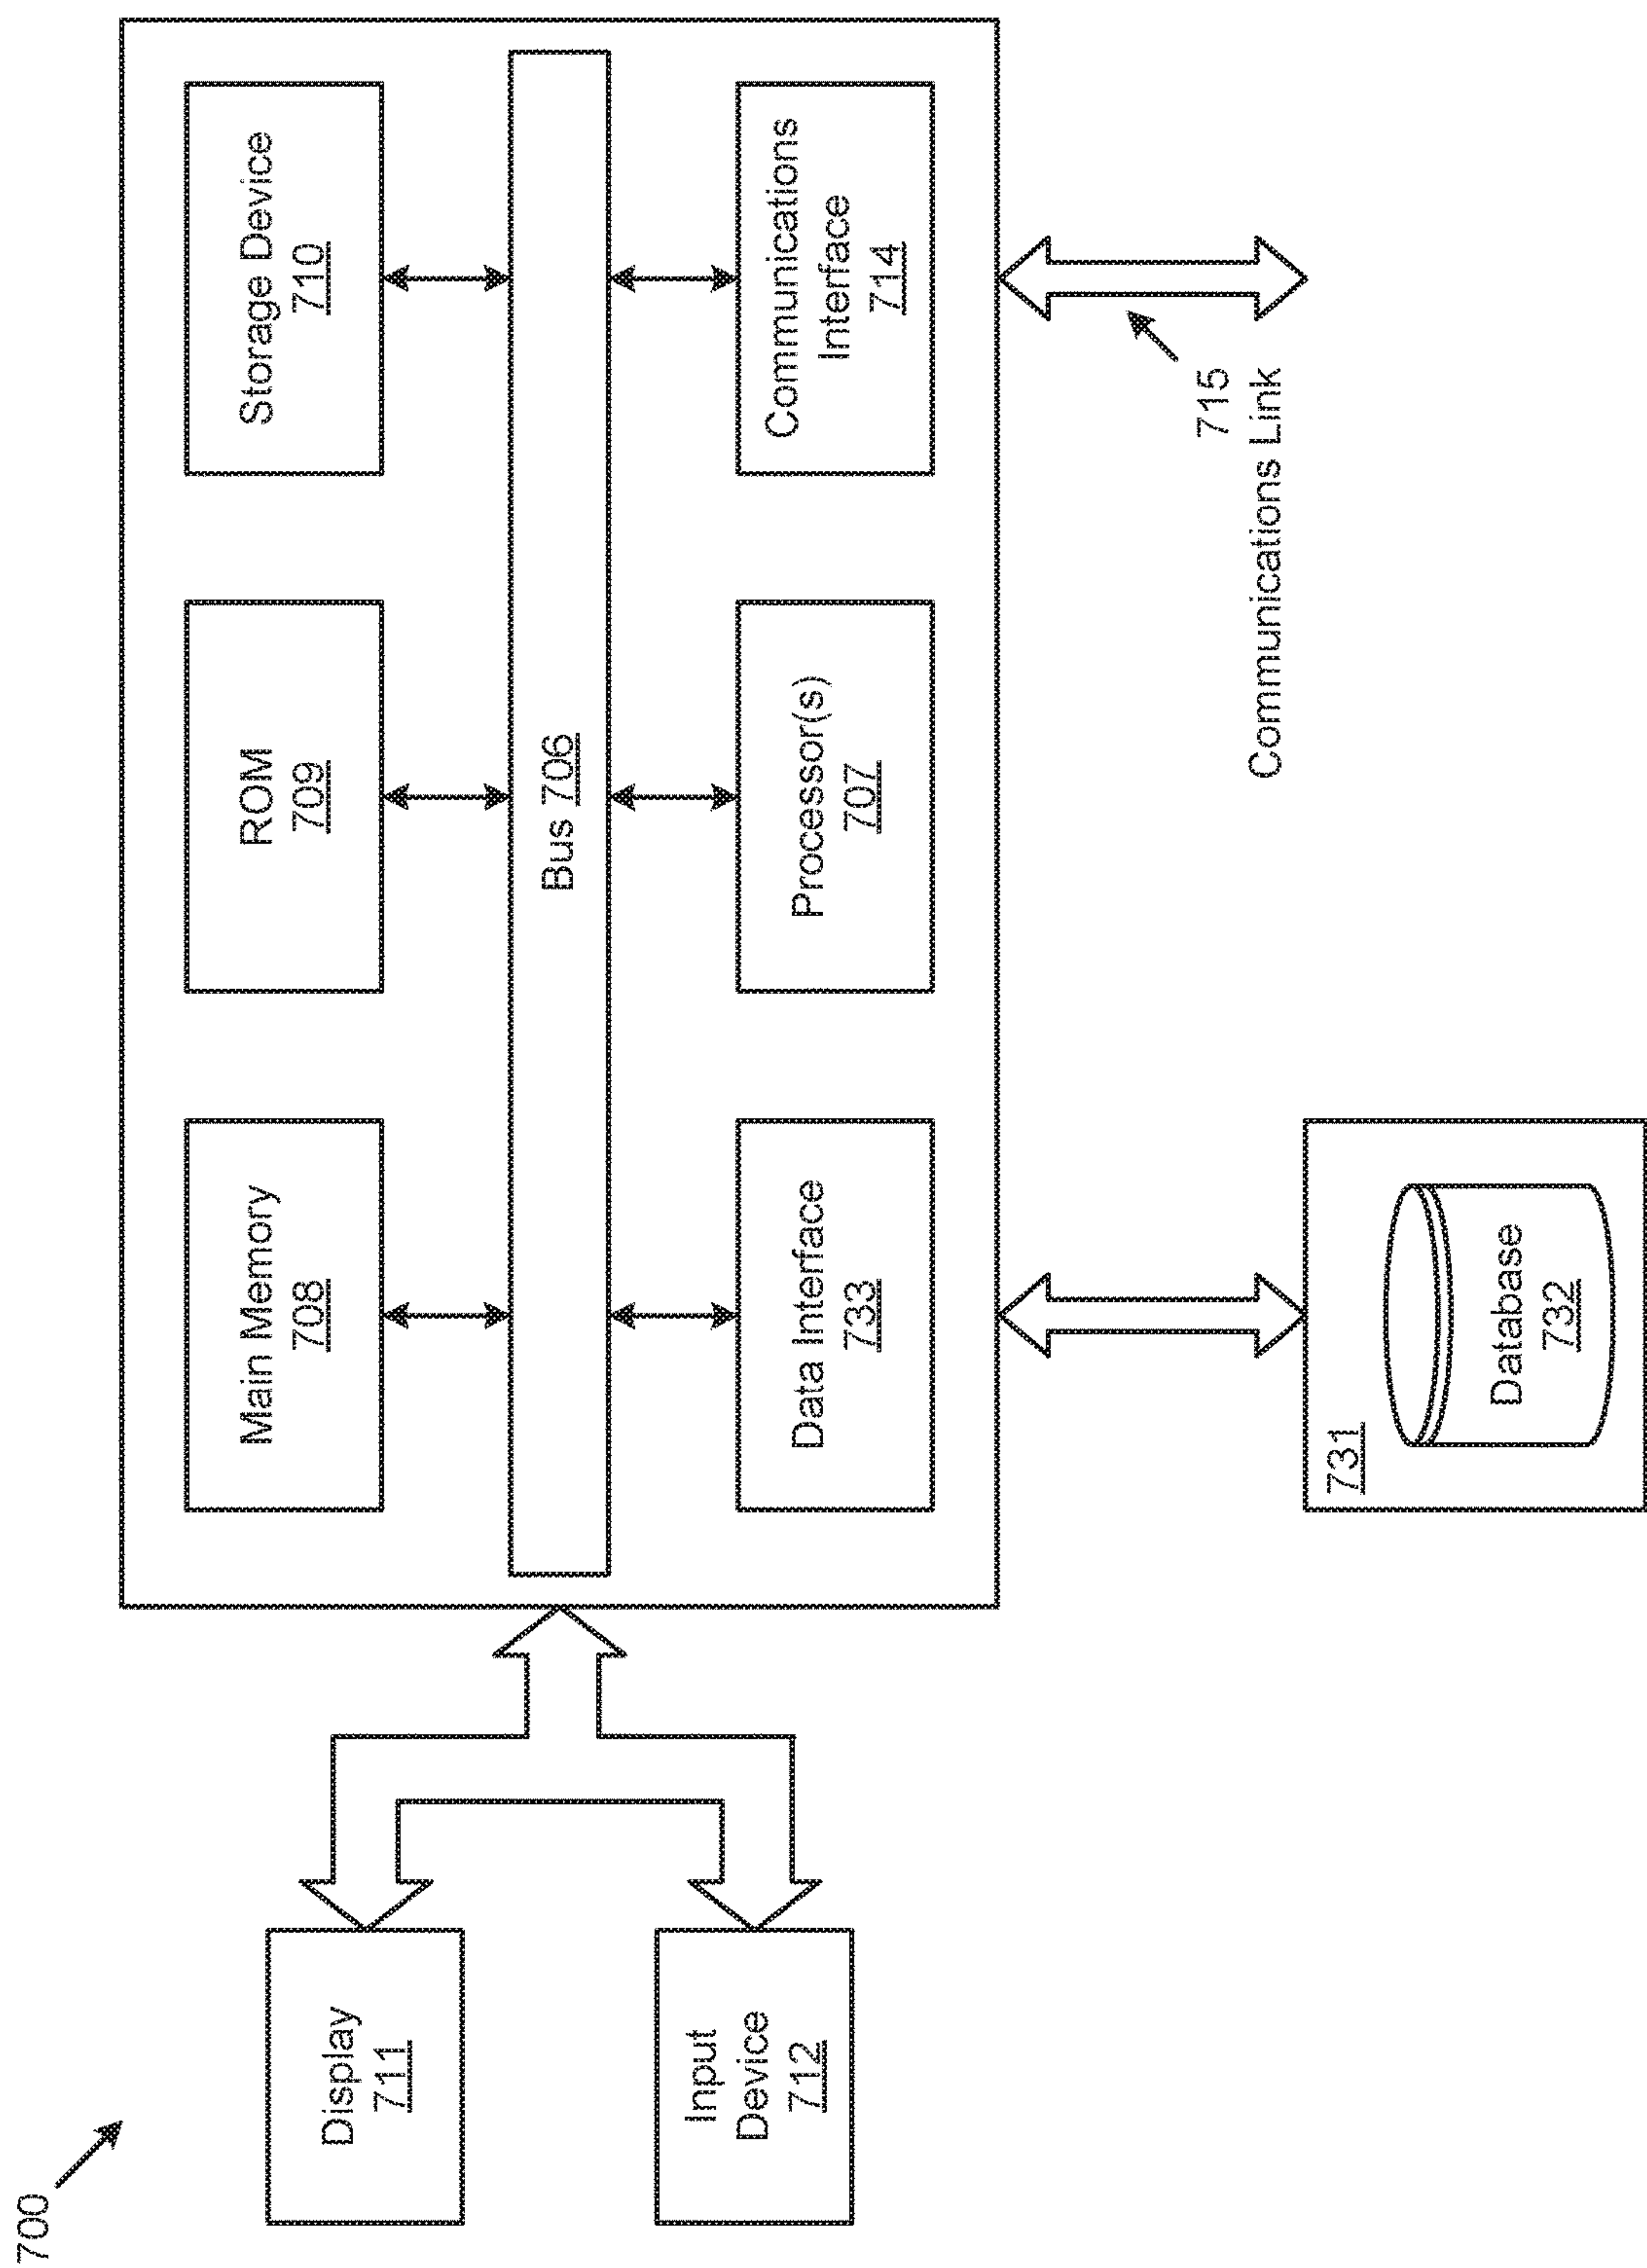 700
Display
711
Input
Device
712
Main Memory
708
ROM
709
Storage Device
710
Bus 706
Data Interface
733
Processor(s)
707
Communications
Interface
714
715
Communications Link
731
Database
732